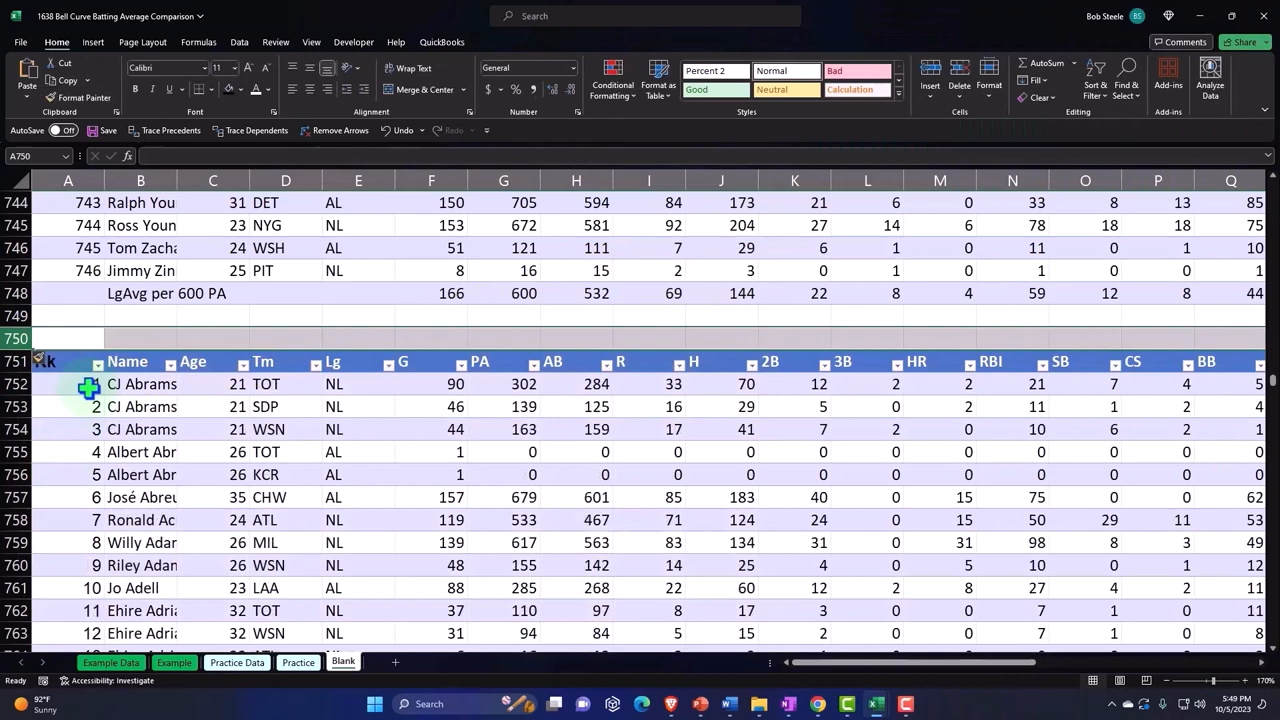 1638 Bell Curve Batting Average Comparison
Search
Bob Steele BS
File Home Insert Page Layout Formulas Data Review View Developer Help QuickBooks
Comments Share
Paste Cut Copy Format Painter
Calibri 11
Wrap Text
Merge & Center
General
Conditional Formatting
Format as Table
Percent 2 Normal Bad
Good Neutral Calculation
Insert Delete Format
AutoSum Fill Clear
Sort & Filter
Find & Select
Add-ins
Analyze Data
Clipboard Font Alignment Number Styles Cells Editing Add-ins
AutoSave Off Save Trace Precedents Trace Dependents Remove Arrows Undo Redo
A750 fx
A B C D E F G H I J K L M N O P Q
744 743 Ralph You 31 DET AL 150 705 594 84 173 21 6 0 33 8 13 85
745 744 Ross Youn 23 NYG NL 153 672 581 92 204 27 14 6 78 18 18 75
746 745 Tom Zacha 24 WSH AL 51 121 111 7 29 6 1 0 11 0 1 10
747 746 Jimmy Zin 25 PIT NL 8 16 15 2 3 0 1 0 1 0 0 1
748 LgAvg per 600 PA 166 600 532 69 144 22 8 4 59 12 8 44
749
750
751 Name Age Tm Lg G PA AB R H 2B 3B HR RBI SB CS BB
752 CJ Abrams 21 TOT NL 90 302 284 33 70 12 2 2 21 7 4 5
753 2 CJ Abrams 21 SDP NL 46 139 125 16 29 5 0 2 11 1 2 4
754 3 CJ Abrams 21 WSN NL 44 163 159 17 41 7 2 0 10 6 2 1
755 4 Albert Abr 26 TOT AL 1 0 0 0 0 0 0 0 0 0 0 0
756 5 Albert Abr 26 KCR AL 1 0 0 0 0 0 0 0 0 0 0 0
757 6 José Abreu 35 CHW AL 157 679 601 85 183 40 0 15 75 0 0 62
758 7 Ronald Ac 24 ATL NL 119 533 467 71 124 24 0 15 50 29 11 53
759 8 Willy Adar 26 MIL NL 139 617 563 83 134 31 0 31 98 8 3 49
760 9 Riley Adan 26 WSN NL 48 155 142 14 25 4 0 5 10 0 1 12
761 10 Jo Adell 23 LAA AL 88 285 268 22 60 12 2 8 27 4 2 11
762 11 Ehire Adria 32 TOT NL 37 110 97 8 17 3 0 0 7 1 0 11
763 12 Ehire Adria 32 WSN NL 31 94 84 5 15 2 0 0 7 1 0 8
Example Data Example Practice Data Practice Blank
Ready Accessibility: Investigate 170%
92°F
Sunny
Search
5:49 PM
10/5/2023